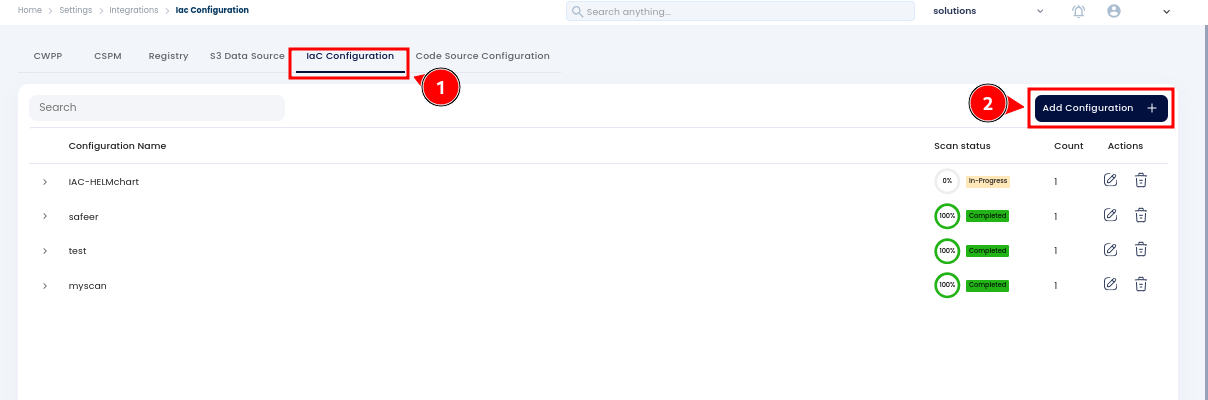 Home > Settings > Integrations > Iac Configuration
Search anything...
solutions
CWPP CSPM Registry S3 Data Source IaC Configuration Code Source Configuration
1
Search
2
Add Configuration +
Configuration Name Scan status Count Actions
IAC-HELMchart 0% In-Progress 1
safeer 100% Completed 1
test 100% Completed 1
myscan 100% Completed 1